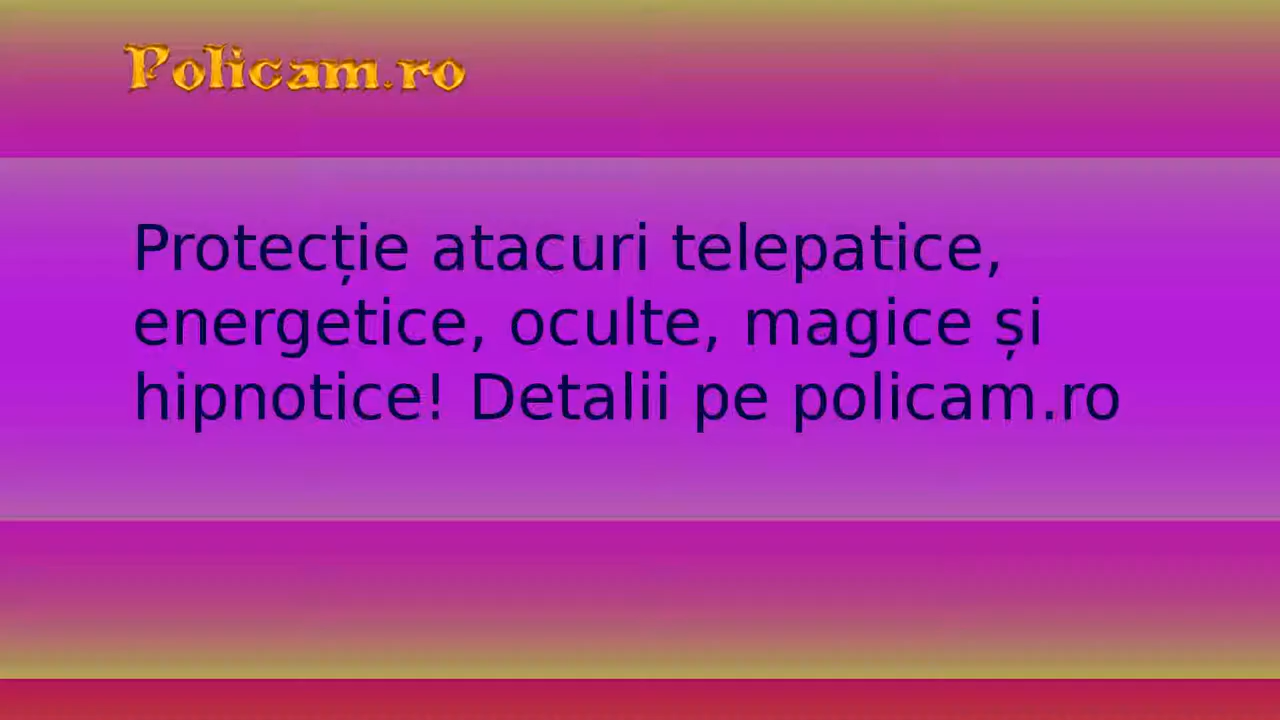 Policam.ro
Protecție atacuri telepatice,
energetice, oculte, magice și
hipnotice! Detalii pe policam.ro